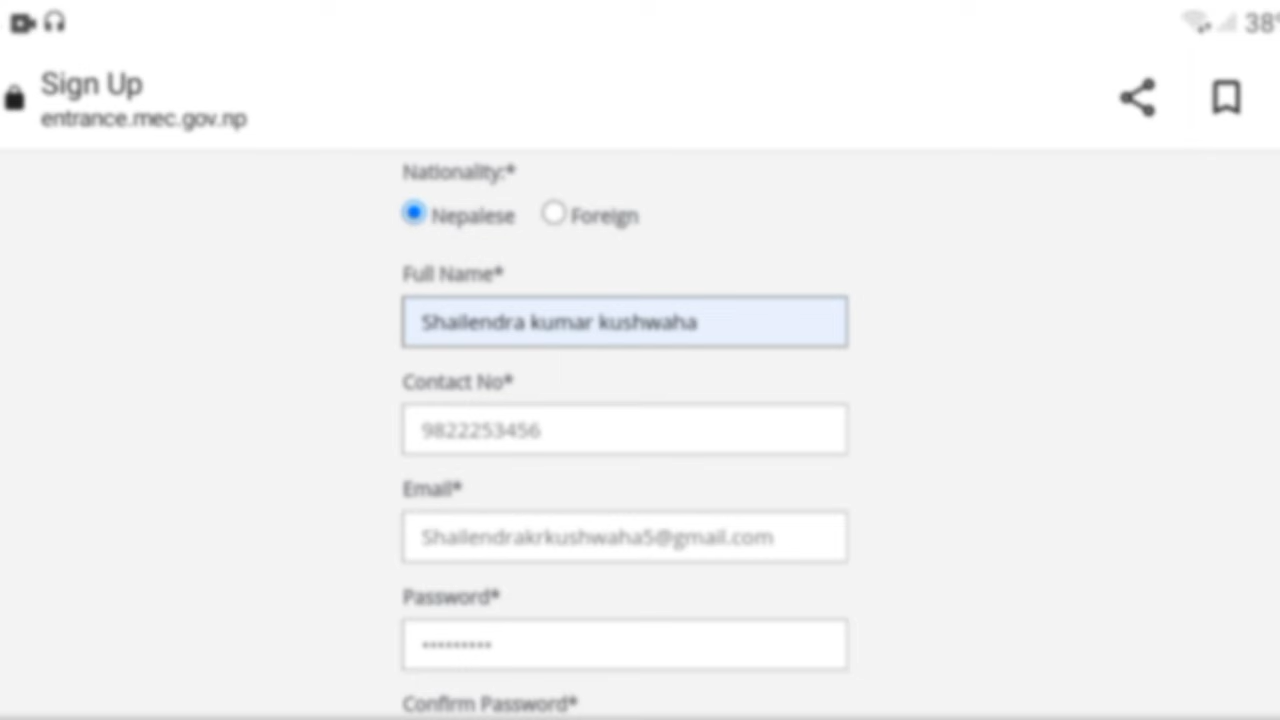 38
Sign Up
entrance.mec.gov.np
Nationality:*
Nepalese Foreign
Full Name*
Shailendra kumar kushwaha
Contact No*
9822253456
Email*
Shailendrakrkushwaha5@gmail.com
Password*
•••••••••
Confirm Password*